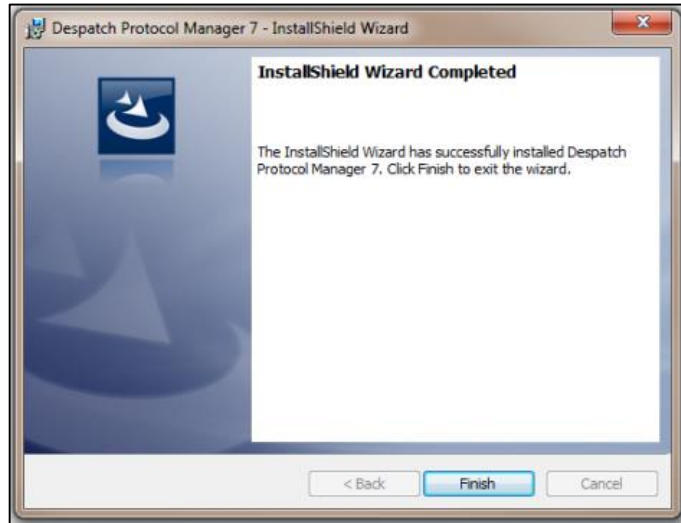 Despatch Protocol Manager 7 - InstallShield Wizard
InstallShield Wizard Completed
The InstallShield Wizard has successfully installed Despatch
Protocol Manager 7. Click Finish to exit the wizard.
< Back
Finish
Cancel